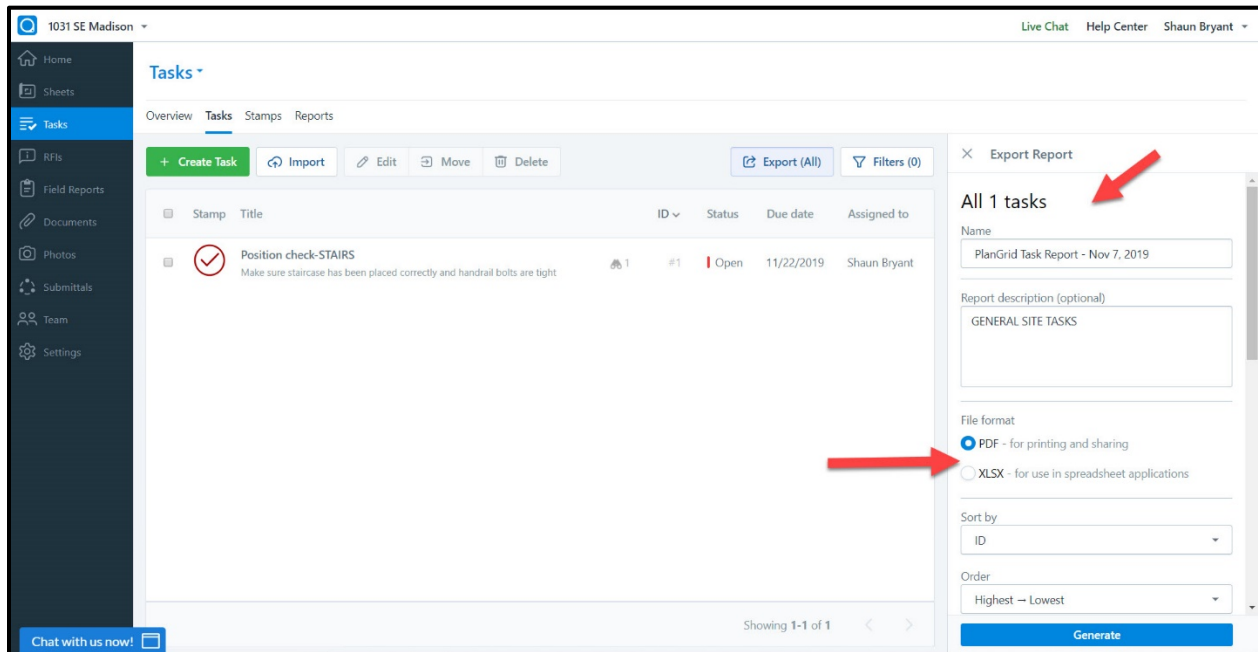 1031 SE Madison
Live Chat Help Center Shaun Bryant
Home
Sheets
Tasks
RFIs
Field Reports
Documents
Photos
Submittals
Team
Settings
Chat with us now!
Tasks
Overview Tasks Stamps Reports
+ Create Task Import Edit Move Delete Export (All) Filters (0)
Stamp Title ID Status Due date Assigned to
Position check-STAIRS
Make sure staircase has been placed correctly and handrail bolts are tight
1 #1 Open 11/22/2019 Shaun Bryant
Showing 1-1 of 1
Export Report
All 1 tasks
Name
PlanGrid Task Report - Nov 7, 2019
Report description (optional)
GENERAL SITE TASKS
File format
PDF - for printing and sharing
XLSX - for use in spreadsheet applications
Sort by
ID
Order
Highest → Lowest
Generate